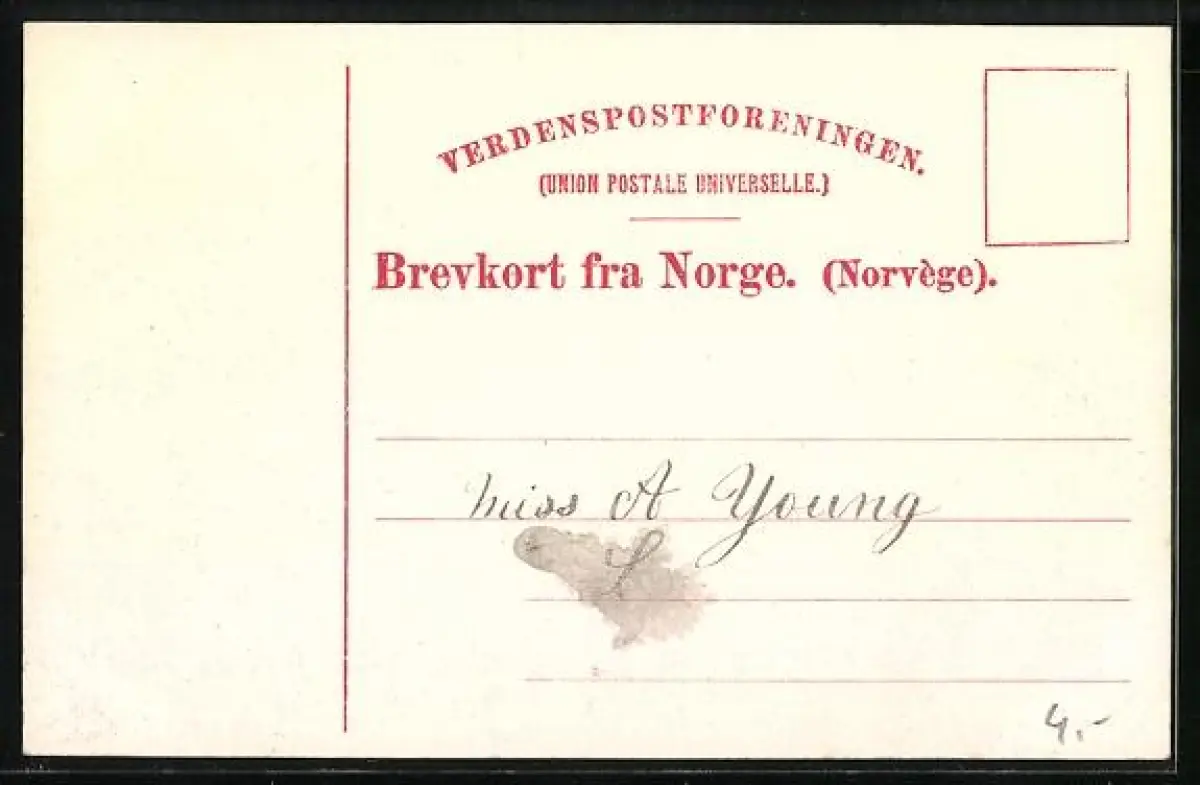 VERDENSPOSTFORENINGEN.
(UNION POSTALE UNIVERSELLE.)
Brevkort fra Norge. (Norvège).
Miss A Young
4.-